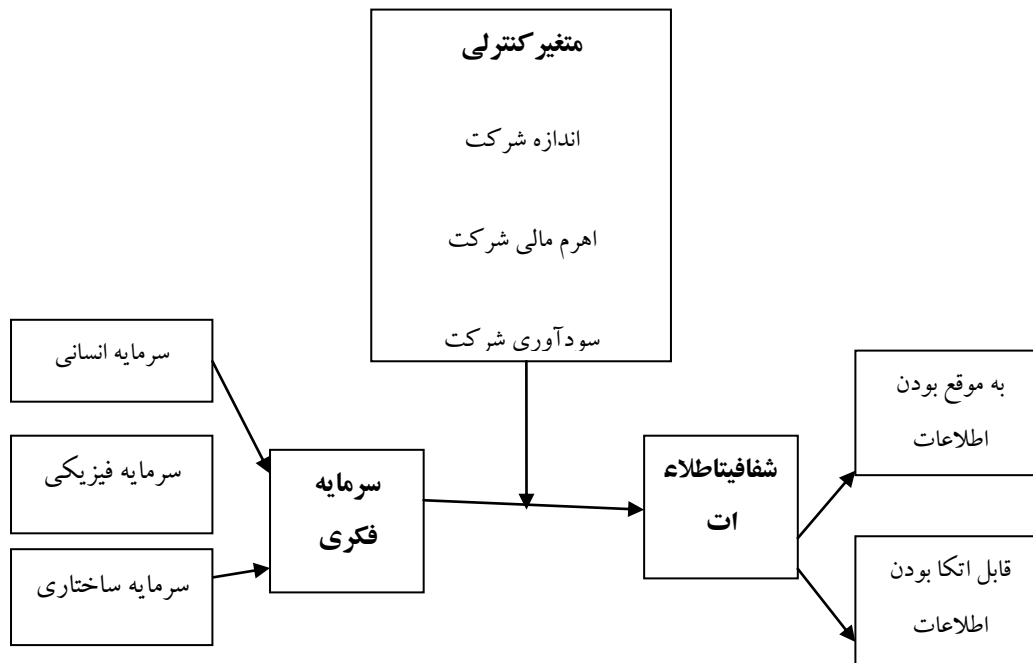 متغیر کنترلی
اندازه شرکت
اهرم مالی شرکت
سودآوری شرکت
سرمایه انسانی
سرمایه فیزیکی
سرمایه ساختاری
سرمایه
فکری
شفافیتاطلاع
ات
به موقع بودن
اطلاعات
قابل اتکا بودن
اطلاعات